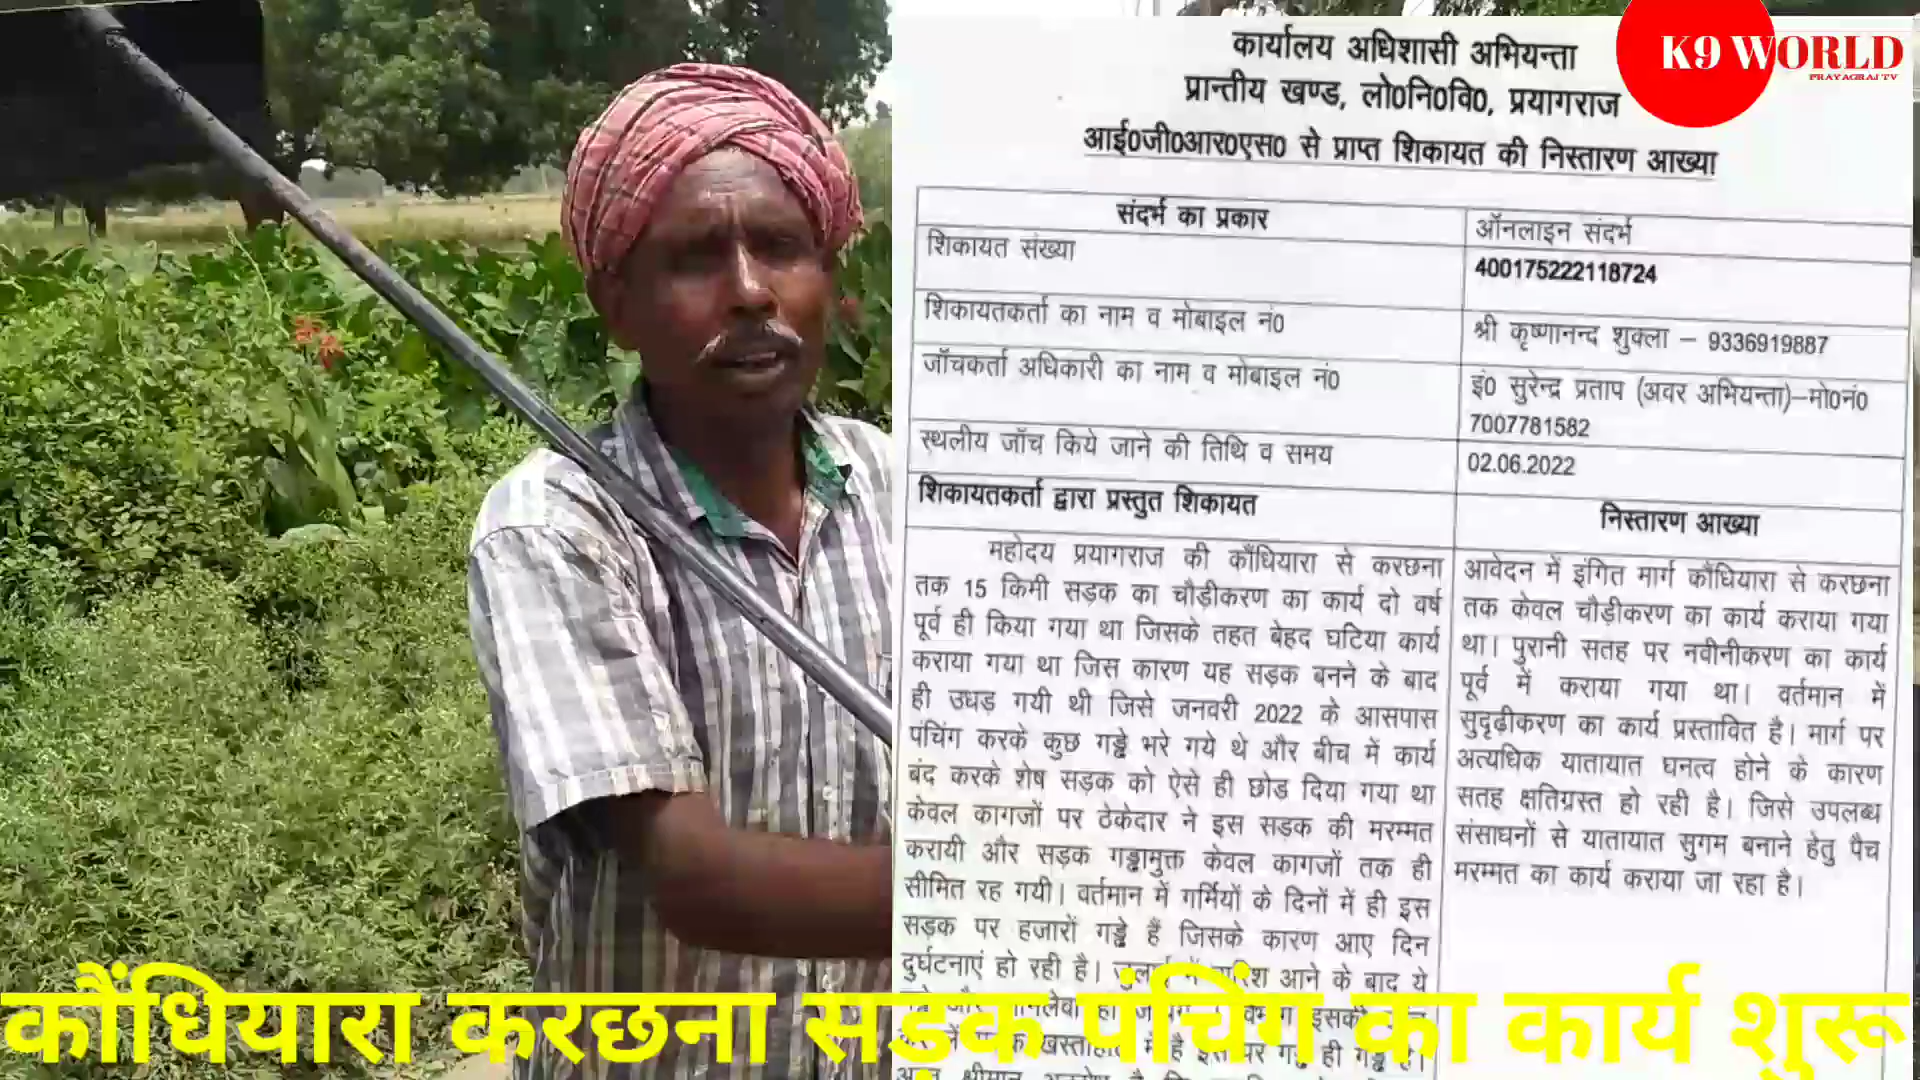 K9 WORLD
PRAYAGRAJ TV
कार्यालय अधिशासी अभियन्ता
प्रान्तीय खण्ड, लो0नि0वि0, प्रयागराज
आई0जी0आर0एस0 से प्राप्त शिकायत की निस्तारण आख्या
संदर्भ का प्रकार
ऑनलाइन संदर्भ
शिकायत संख्या
400175222118724
शिकायतकर्ता का नाम व मोबाइल नं0
श्री कृष्णानन्द शुक्ला – 9336919887
जॉचकर्ता अधिकारी का नाम व मोबाइल नं0
इं0 सुरेन्द्र प्रताप (अवर अभियन्ता)–मो0नं0
7007781582
स्थलीय जॉच किये जाने की तिथि व समय
02.06.2022
शिकायतकर्ता द्वारा प्रस्तुत शिकायत
निस्तारण आख्या
महोदय प्रयागराज की कौंधियारा से करछना
तक 15 किमी सड़क का चौड़ीकरण का कार्य दो वर्ष
पूर्व ही किया गया था जिसके तहत बेहद घटिया कार्य
कराया गया था जिस कारण यह सड़क बनने के बाद
ही उधड़ गयी थी जिसे जनवरी 2022 के आसपास
पंचिंग करके कुछ गड्ढे भरे गये थे और बीच में कार्य
बंद करके शेष सड़क को ऐसे ही छोड दिया गया था
केवल कागजों पर ठेकेदार ने इस सड़क की मरम्मत
करायी और सड़क गड्ढामुक्त केवल कागजों तक ही
सीमित रह गयी। वर्तमान में गर्मियों के दिनों में ही इस
सड़क पर हजारों गड्ढे हैं जिसके कारण आए दिन
दुर्घटनाएं हो रही है। जुलाई में बारिश आने के बाद ये
आवेदन में इंगित मार्ग कौंधियारा से करछना
तक केवल चौड़ीकरण का कार्य कराया गया
था। पुरानी सतह पर नवीनीकरण का कार्य
पूर्व में कराया गया था। वर्तमान में
सुदृढ़ीकरण का कार्य प्रस्तावित है। मार्ग पर
अत्यधिक यातायात घनत्व होने के कारण
सतह क्षतिग्रस्त हो रही है। जिसे उपलब्ध
संसाधनों से यातायात सुगम बनाने हेतु पैच
मरम्मत का कार्य कराया जा रहा है।
कौंधियारा करछना सड़क पंचिंग का कार्य शुरू